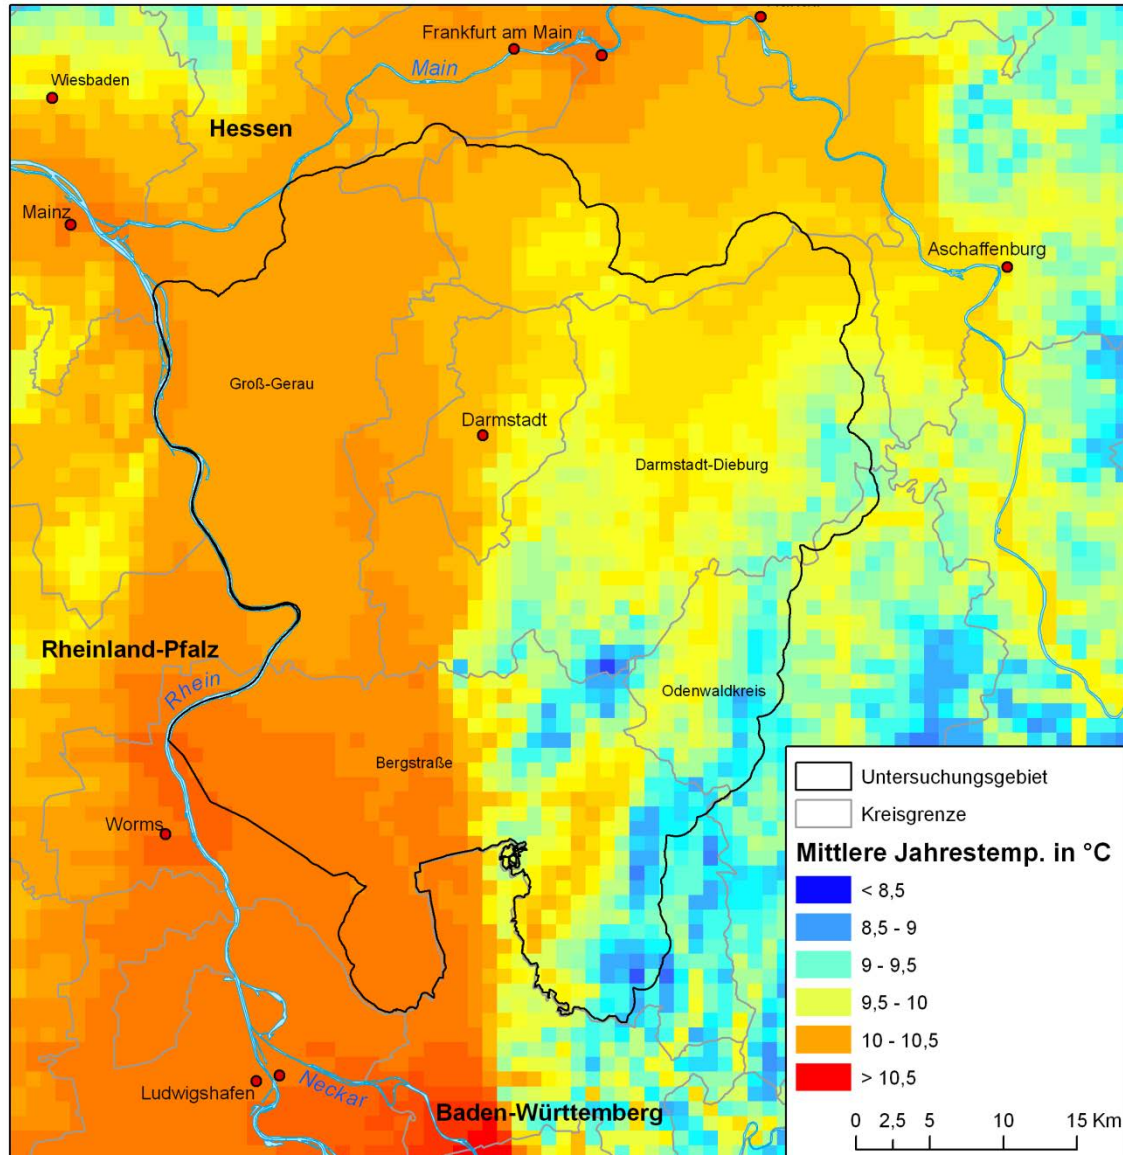 Frankfurt am Main
Main
Wiesbaden
Hessen
Mainz
Aschaffenburg
Groß-Gerau
Darmstadt
Darmstadt-Dieburg
Rheinland-Pfalz
Rhein
Odenwaldkreis
Bergstraße
Worms
Ludwigshafen
Neckar
Baden-Württemberg
Untersuchungsgebiet
Kreisgrenze
Mittlere Jahrestemp. in °C
< 8,5
8,5 - 9
9 - 9,5
9,5 - 10
10 - 10,5
> 10,5
0 2,5 5 10 15 Km